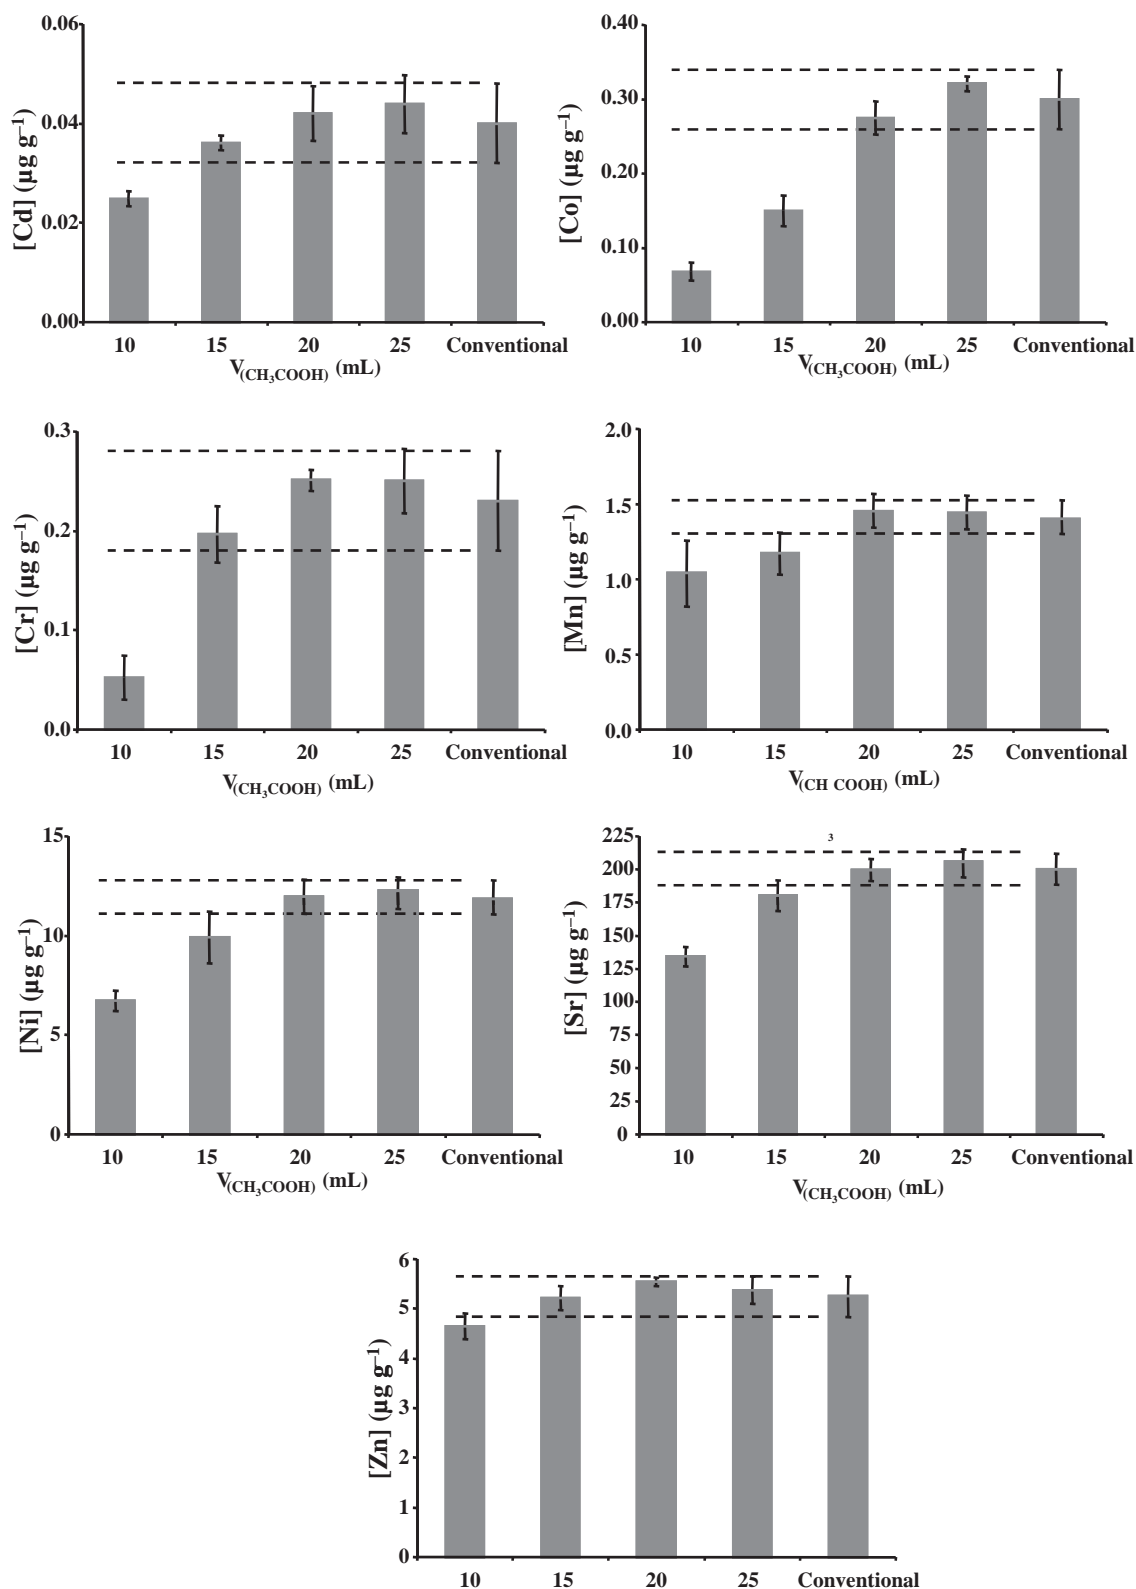 0.06
0.04
0.02
0.00
[Cd] (µg g⁻¹)
10 15 20 25 Conventional
V(CH₃COOH) (mL)
0.40
0.30
0.20
0.10
0.00
[Co] (µg g⁻¹)
10 15 20 25 Conventional
V(CH₃COOH) (mL)
0.3
0.2
0.1
0.0
[Cr] (µg g⁻¹)
10 15 20 25 Conventional
V(CH₃COOH) (mL)
2.0
1.5
1.0
0.5
0.0
[Mn] (µg g⁻¹)
10 15 20 25 Conventional
V(CH COOH) (mL)
3
15
10
5
0
[Ni] (µg g⁻¹)
10 15 20 25 Conventional
V(CH₃COOH) (mL)
225
200
175
150
125
100
75
50
25
0
[Sr] (µg g⁻¹)
10 15 20 25 Conventional
V(CH₃COOH) (mL)
6
5
4
3
2
1
0
[Zn] (µg g⁻¹)
10 15 20 25 Conventional